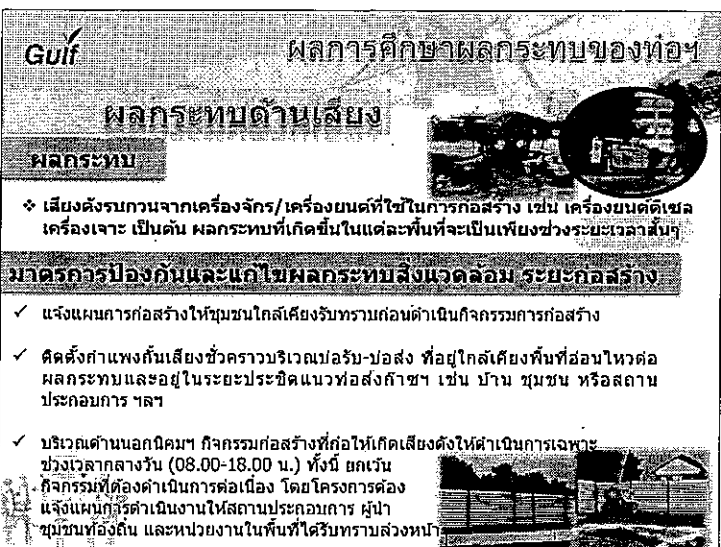 Gulf
ผลการศึกษาผลกระทบของท่อฯ
ผลกระทบด้านเสียง
ผลกระทบ
❖ เสียงดังรบกวนจากเครื่องจักร/เครื่องยนต์ที่ใช้ในการก่อสร้าง เช่น เครื่องยนต์ดีเซล
เครื่องเจาะ เป็นต้น ผลกระทบที่เกิดขึ้นในแต่ละพื้นที่จะเป็นเพียงช่วงระยะเวลาสั้นๆ
มาตรการป้องกันและแก้ไขผลกระทบสิ่งแวดล้อม ระยะก่อสร้าง
✓ แจ้งแผนการก่อสร้างให้ชุมชนใกล้เคียงรับทราบก่อนดำเนินกิจกรรมการก่อสร้าง
✓ ติดตั้งกำแพงกั้นเสียงชั่วคราวบริเวณบ่อรับ-บ่อส่ง ที่อยู่ใกล้เคียงพื้นที่อ่อนไหวต่อ
ผลกระทบและอยู่ในระยะประชิดแนวท่อส่งก๊าซฯ เช่น บ้าน ชุมชน หรือสถาน
ประกอบการ ฯลฯ
✓ บริเวณด้านนอกนิคมฯ กิจกรรมก่อสร้างที่ก่อให้เกิดเสียงดังให้ดำเนินการเฉพาะ
ช่วงเวลากลางวัน (08.00-18.00 น.) ทั้งนี้ ยกเว้น
กิจกรรมที่ต้องดำเนินการต่อเนื่อง โดยโครงการต้อง
แจ้งแผนการดำเนินงานให้สถานประกอบการ ผู้นำ
ชุมชนท้องถิ่น และหน่วยงานในพื้นที่ได้รับทราบล่วงหน้า